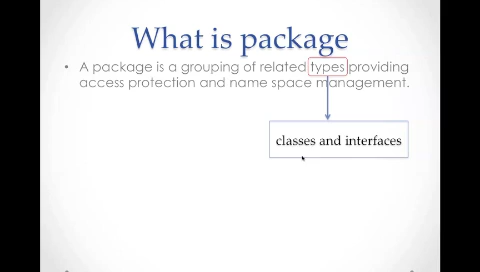 What is package
• A package is a grouping of related types providing
access protection and name space management.
classes and interfaces